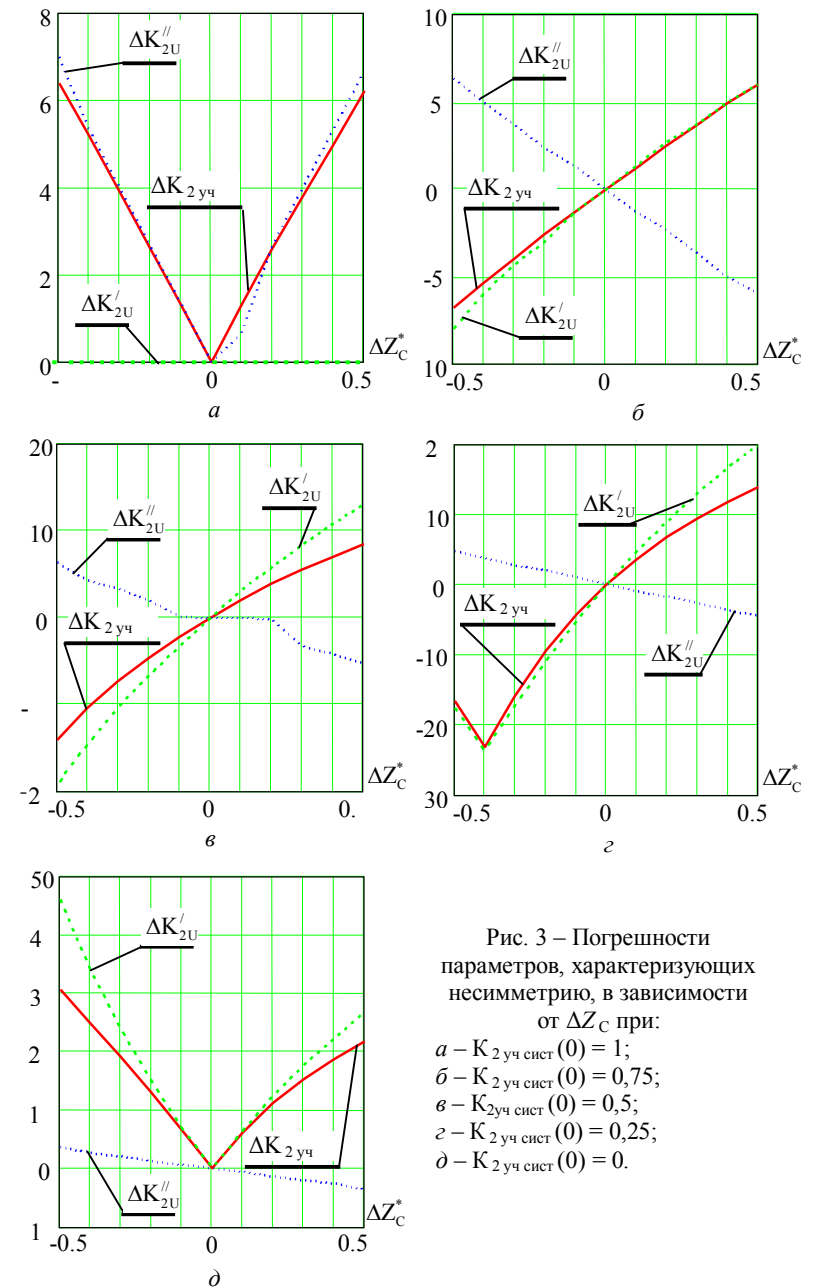 8
6
4
2
0
-
0
0.5
ΔK″₂U
ΔK₂ уч
ΔK′₂U
ΔZ*C
а
10
5
0
-5
10
-0.5
0
0.5
ΔK″₂U
ΔK₂ уч
ΔK′₂U
ΔZ*C
б
20
10
0
-
-2
-0.5
0
0.
ΔK′₂U
ΔK″₂U
ΔK₂ уч
ΔZ*C
в
2
10
0
-10
-20
30
-0.5
0
0.5
ΔK′₂U
ΔK₂ уч
ΔK″₂U
ΔZ*C
г
50
4
3
2
1
0
1
-0.5
0
0.5
ΔK′₂U
ΔK₂ уч
ΔK″₂U
ΔZ*C
д
Рис. 3 – Погрешности
параметров, характеризующих
несимметрию, в зависимости
от ΔZ C при:
а – К 2 уч сист (0) = 1;
б – К 2 уч сист (0) = 0,75;
в – К2уч сист (0) = 0,5;
г – К 2 уч сист (0) = 0,25;
д – К 2 уч сист (0) = 0.